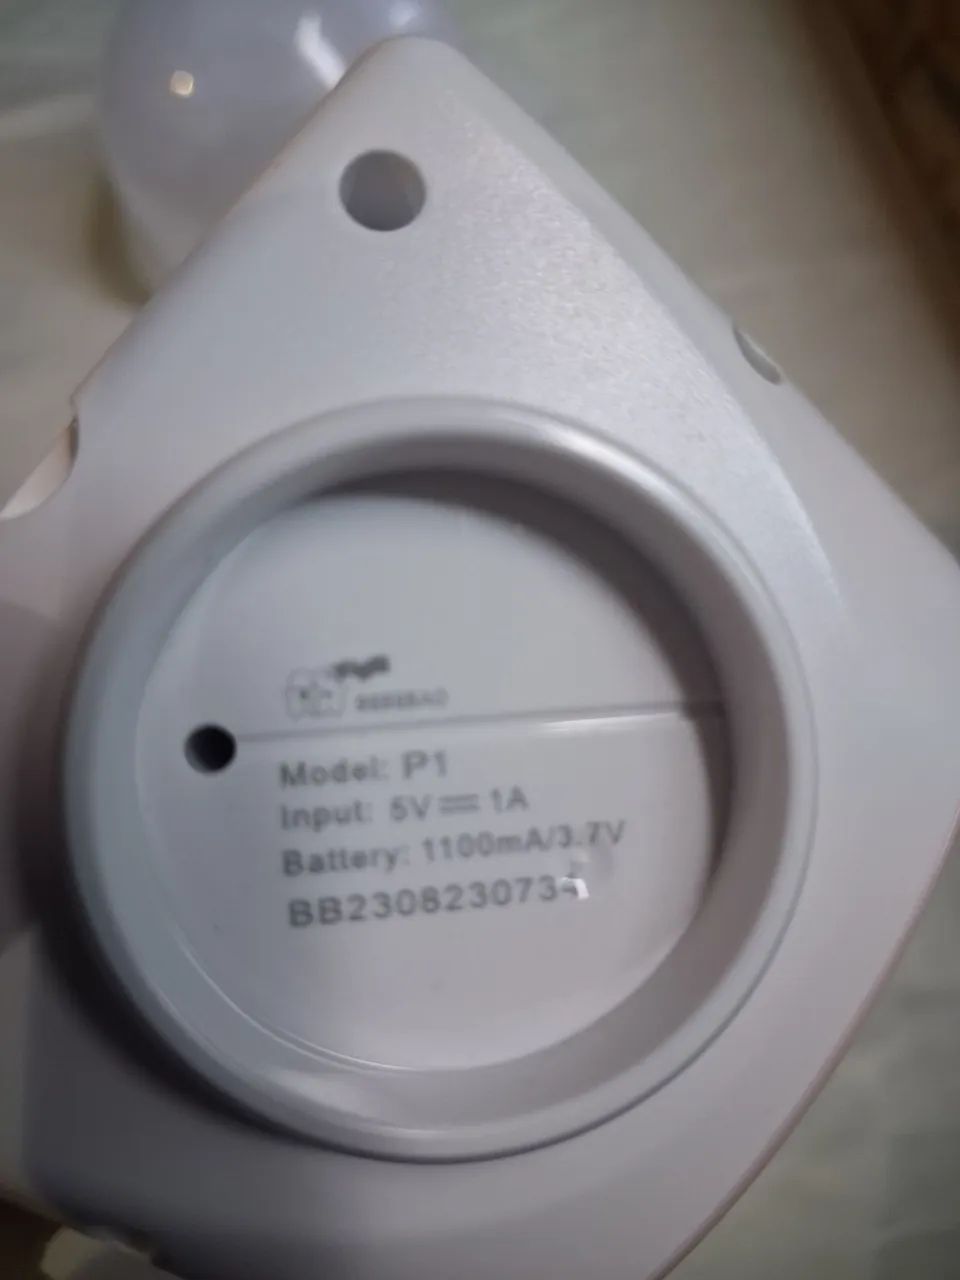 Model: P1
Input: 5V⎓1A
Battery: 1100mA/3.7V
BB2308230734